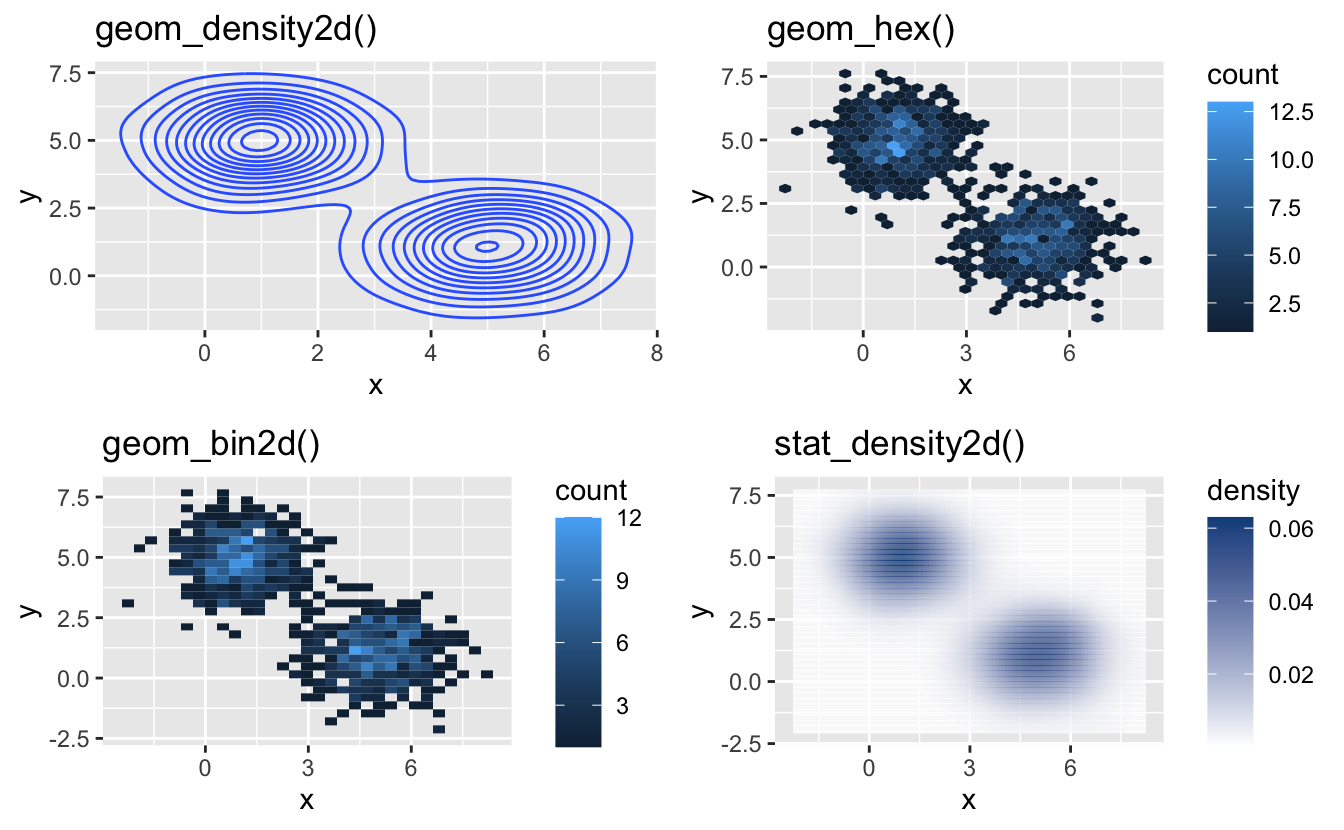 geom_density2d()
7.5
5.0
2.5
0.0
y
0 2 4 6 8
x
geom_hex()
7.5
5.0
2.5
0.0
y
0 3 6
x
count
12.5
10.0
7.5
5.0
2.5
geom_bin2d()
7.5
5.0
2.5
0.0
-2.5
y
0 3 6
x
count
12
9
6
3
stat_density2d()
7.5
5.0
2.5
0.0
-2.5
y
0 3 6
x
density
0.06
0.04
0.02